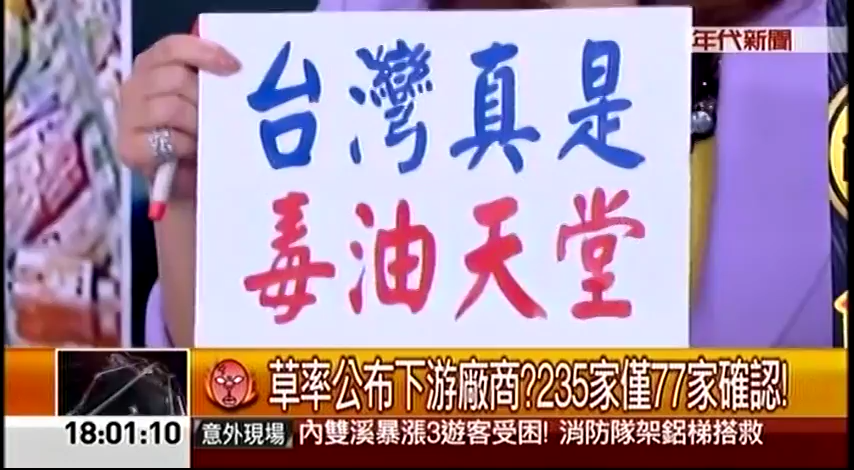 年代新聞
台灣真是
毒油天堂
草率公布下游廠商?235家僅77家確認!
18:01:10 意外現場 內雙溪暴漲3遊客受困! 消防隊架鋁梯搭救